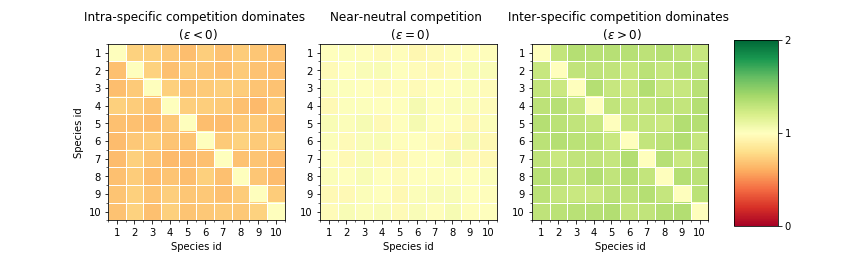 Intra-specific competition dominates
(ε < 0)
Near-neutral competition
(ε = 0)
Inter-specific competition dominates
(ε > 0)
Species id
1
2
3
4
5
6
7
8
9
10
1 2 3 4 5 6 7 8 9 10
Species id
1
2
3
4
5
6
7
8
9
10
1 2 3 4 5 6 7 8 9 10
Species id
1
2
3
4
5
6
7
8
9
10
1 2 3 4 5 6 7 8 9 10
Species id
2
1
0